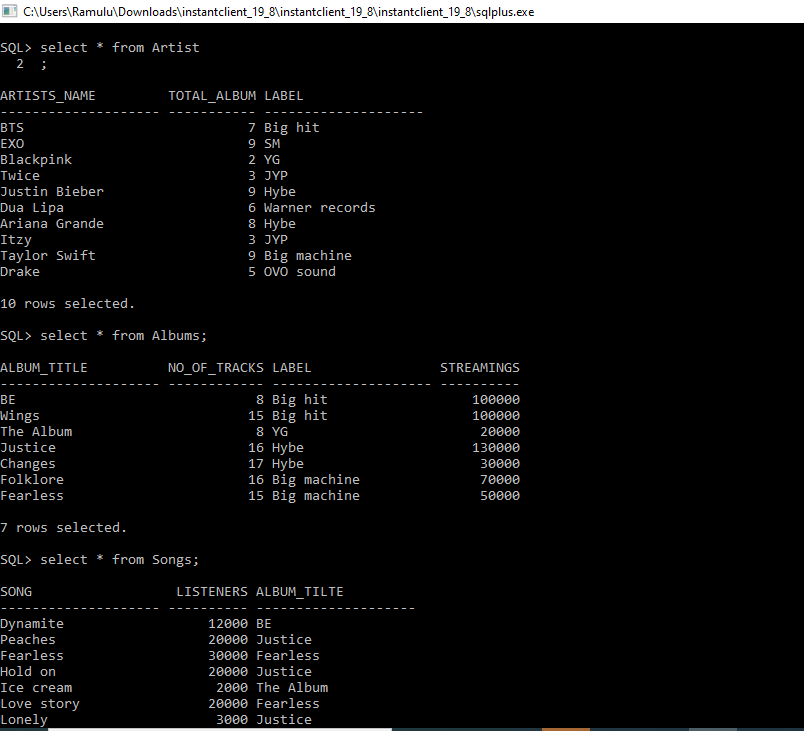 C:\Users\Ramulu\Downloads\instantclient_19_8\instantclient_19_8\instantclient_19_8\sqlplus.exe
SQL> select * from Artist
  2  ;
ARTISTS_NAME         TOTAL_ALBUM LABEL
-------------------- ----------- --------------------
BTS                            7 Big hit
EXO                            9 SM
Blackpink                      2 YG
Twice                          3 JYP
Justin Bieber                  9 Hybe
Dua Lipa                       6 Warner records
Ariana Grande                  8 Hybe
Itzy                           3 JYP
Taylor Swift                   9 Big machine
Drake                          5 OVO sound
10 rows selected.
SQL> select * from Albums;
ALBUM_TITLE          NO_OF_TRACKS LABEL                STREAMINGS
-------------------- ------------ -------------------- ----------
BE                              8 Big hit                  100000
Wings                          15 Big hit                  100000
The Album                       8 YG                        20000
Justice                        16 Hybe                     130000
Changes                        17 Hybe                      30000
Folklore                       16 Big machine               70000
Fearless                       15 Big machine               50000
7 rows selected.
SQL> select * from Songs;
SONG                  LISTENERS ALBUM_TILTE
-------------------- ---------- --------------------
Dynamite                  12000 BE
Peaches                   20000 Justice
Fearless                  30000 Fearless
Hold on                   20000 Justice
Ice cream                  2000 The Album
Love story                20000 Fearless
Lonely                     3000 Justice